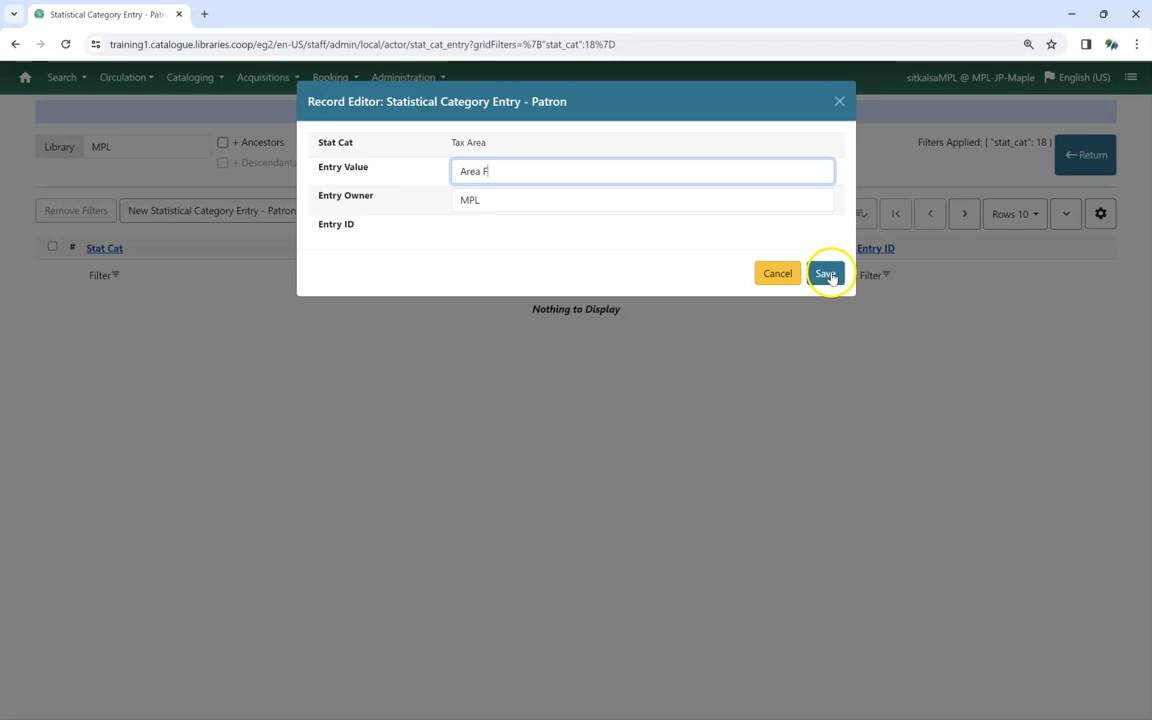 Statistical Category Entry - Patr
training1.catalogue.libraries.coop/eg2/en-US/staff/admin/local/actor/stat_cat_entry?gridFilters=%7B"stat_cat":18%7D
Search Circulation Cataloging Acquisitions Booking Administration sitkalsaMPL @ MPL-JP-Maple English (US)
Record Editor: Statistical Category Entry - Patron
Library MPL + Ancestors
+ Descendants
Filters Applied: { "stat_cat": 18 } Return
Stat Cat Tax Area
Entry Value Area F
Entry Owner MPL
Entry ID
Remove Filters New Statistical Category Entry - Patron Rows 10
# Stat Cat Entry ID
Filter Filter
Cancel Save
Nothing to Display